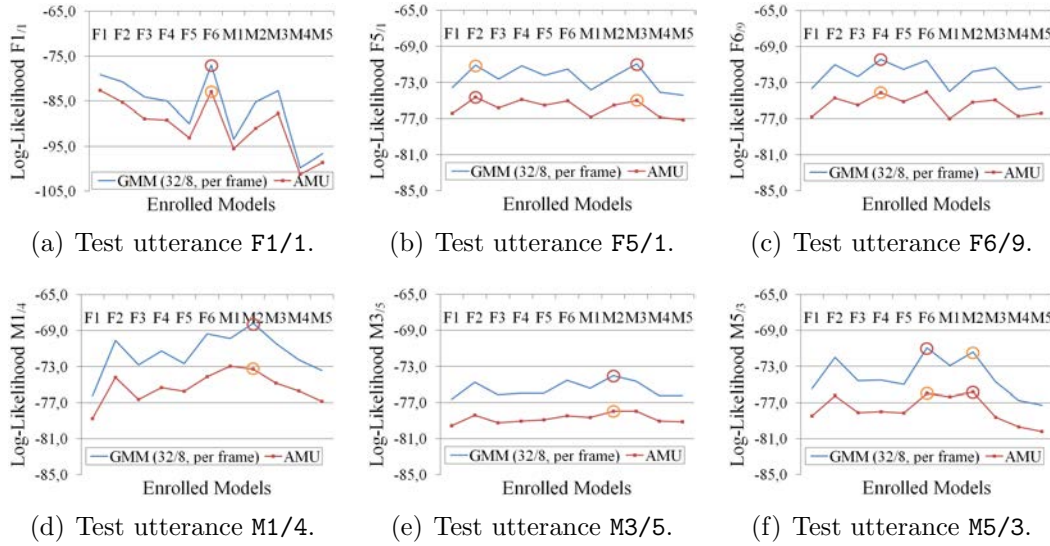 -65,0
F1 F2 F3 F4 F5 F6 M1 M2 M3 M4 M5
-75,0
-85,0
-95,0
-105,0
Log-Likelihood F1/1
GMM (32/8, per frame) AMU
Enrolled Models
(a) Test utterance F1/1.
-65,0
F1 F2 F3 F4 F5 F6 M1 M2 M3 M4 M5
-69,0
-73,0
-77,0
-81,0
-85,0
Log-Likelihood F5/1
GMM (32/8, per frame) AMU
Enrolled Models
(b) Test utterance F5/1.
-65,0
F1 F2 F3 F4 F5 F6 M1 M2 M3 M4 M5
-69,0
-73,0
-77,0
-81,0
-85,0
Log-Likelihood F6/9
GMM (32/8, per frame) AMU
Enrolled Models
(c) Test utterance F6/9.
-65,0
F1 F2 F3 F4 F5 F6 M1 M2 M3 M4 M5
-69,0
-73,0
-77,0
-81,0
-85,0
Log-Likelihood M1/4
GMM (32/8, per frame) AMU
Enrolled Models
(d) Test utterance M1/4.
-65,0
F1 F2 F3 F4 F5 F6 M1 M2 M3 M4 M5
-69,0
-73,0
-77,0
-81,0
-85,0
Log-Likelihood M3/5
GMM (32/8, per frame) AMU
Enrolled Models
(e) Test utterance M3/5.
-65,0
F1 F2 F3 F4 F5 F6 M1 M2 M3 M4 M5
-69,0
-73,0
-77,0
-81,0
-85,0
Log-Likelihood M5/3
GMM (32/8, per frame) AMU
Enrolled Models
(f) Test utterance M5/3.